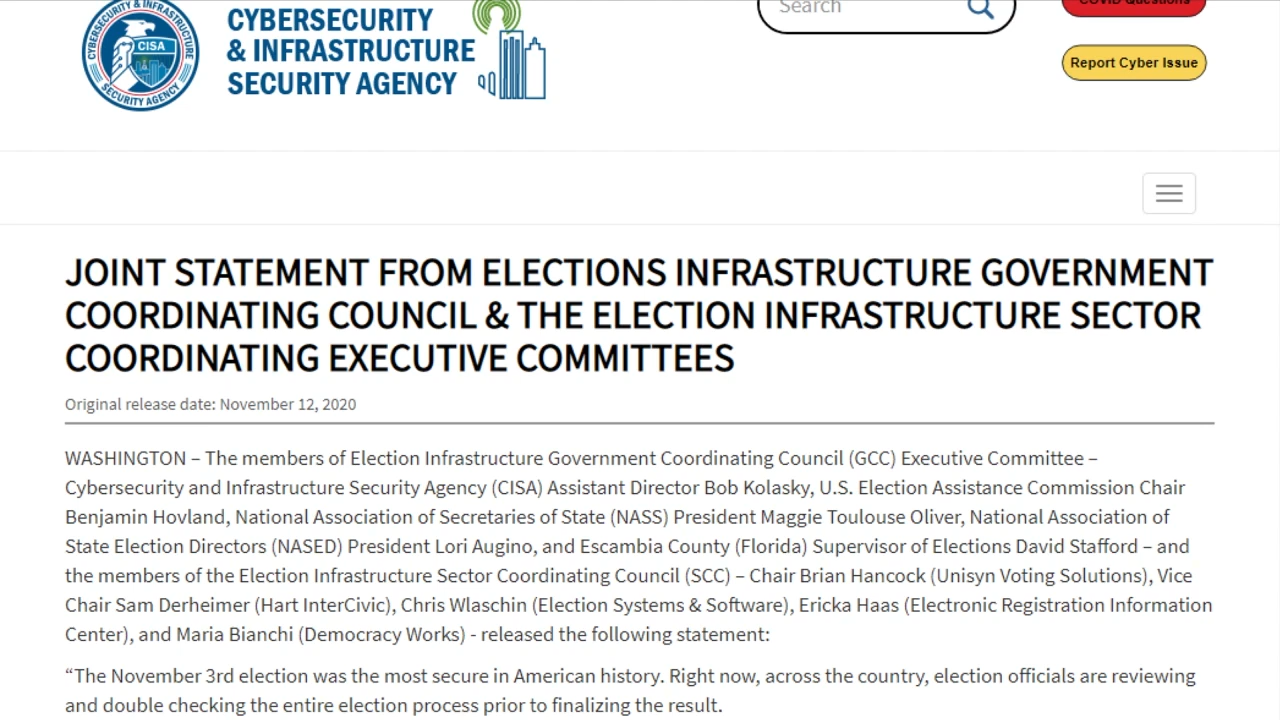 CYBERSECURITY & INFRASTRUCTURE
CISA
SECURITY AGENCY
CYBERSECURITY
& INFRASTRUCTURE
SECURITY AGENCY
Search
COVID Questions
Report Cyber Issue
JOINT STATEMENT FROM ELECTIONS INFRASTRUCTURE GOVERNMENT
COORDINATING COUNCIL & THE ELECTION INFRASTRUCTURE SECTOR
COORDINATING EXECUTIVE COMMITTEES
Original release date: November 12, 2020
WASHINGTON – The members of Election Infrastructure Government Coordinating Council (GCC) Executive Committee –
Cybersecurity and Infrastructure Security Agency (CISA) Assistant Director Bob Kolasky, U.S. Election Assistance Commission Chair
Benjamin Hovland, National Association of Secretaries of State (NASS) President Maggie Toulouse Oliver, National Association of
State Election Directors (NASED) President Lori Augino, and Escambia County (Florida) Supervisor of Elections David Stafford – and
the members of the Election Infrastructure Sector Coordinating Council (SCC) – Chair Brian Hancock (Unisyn Voting Solutions), Vice
Chair Sam Derheimer (Hart InterCivic), Chris Wlaschin (Election Systems & Software), Ericka Haas (Electronic Registration Information
Center), and Maria Bianchi (Democracy Works) - released the following statement:
“The November 3rd election was the most secure in American history. Right now, across the country, election officials are reviewing
and double checking the entire election process prior to finalizing the result.